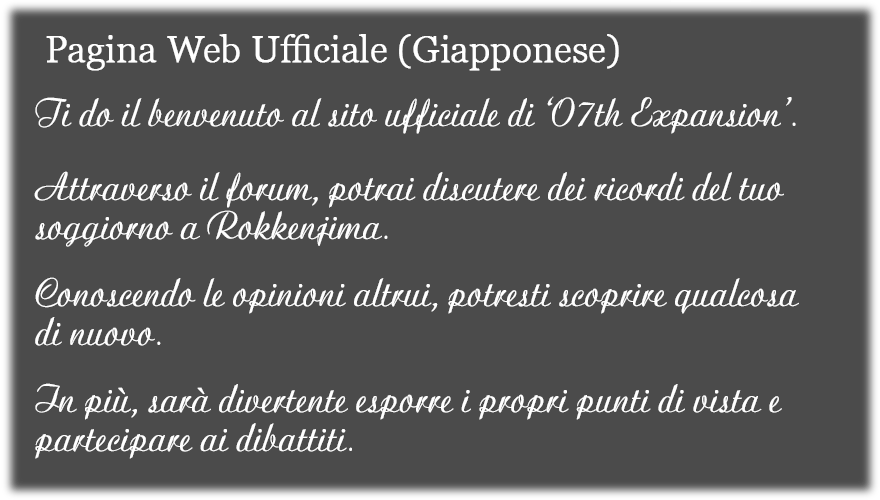 Pagina Web Ufficiale (Giapponese)
Ti do il benvenuto al sito ufficiale di ‘07th Expansion’.
Attraverso il forum, potrai discutere dei ricordi del tuo
soggiorno a Rokkenjima.
Conoscendo le opinioni altrui, potresti scoprire qualcosa
di nuovo.
In più, sarà divertente esporre i propri punti di vista e
partecipare ai dibattiti.